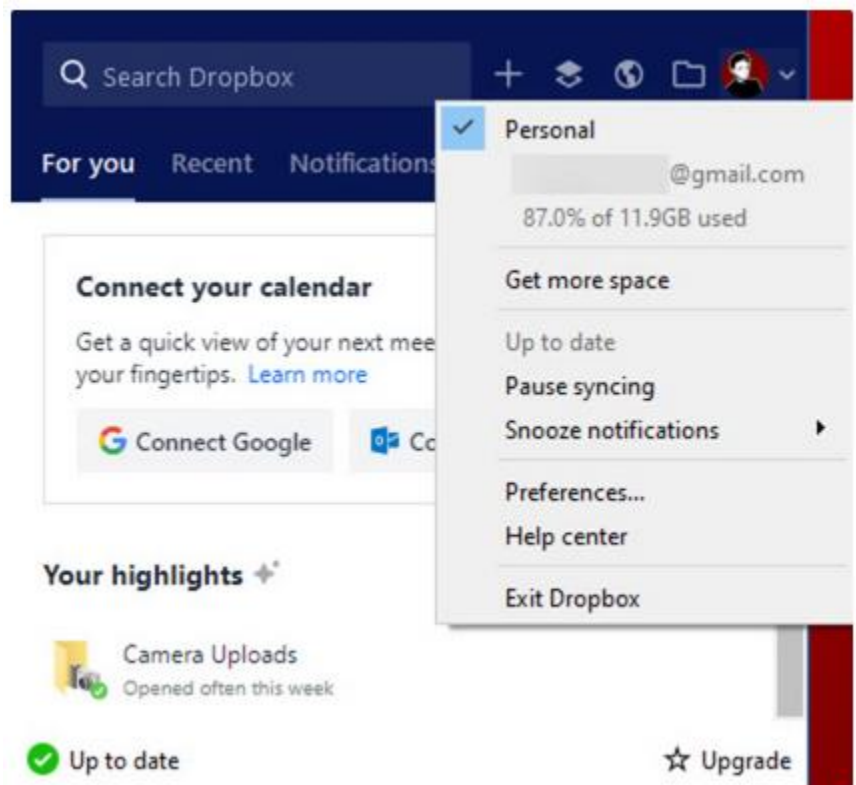 Search Dropbox
For you Recent Notifications
Personal
@gmail.com
87.0% of 11.9GB used
Get more space
Up to date
Pause syncing
Snooze notifications
Preferences...
Help center
Exit Dropbox
Connect your calendar
Get a quick view of your next mee
your fingertips. Learn more
Connect Google Co
Your highlights
Camera Uploads
Opened often this week
Up to date Upgrade